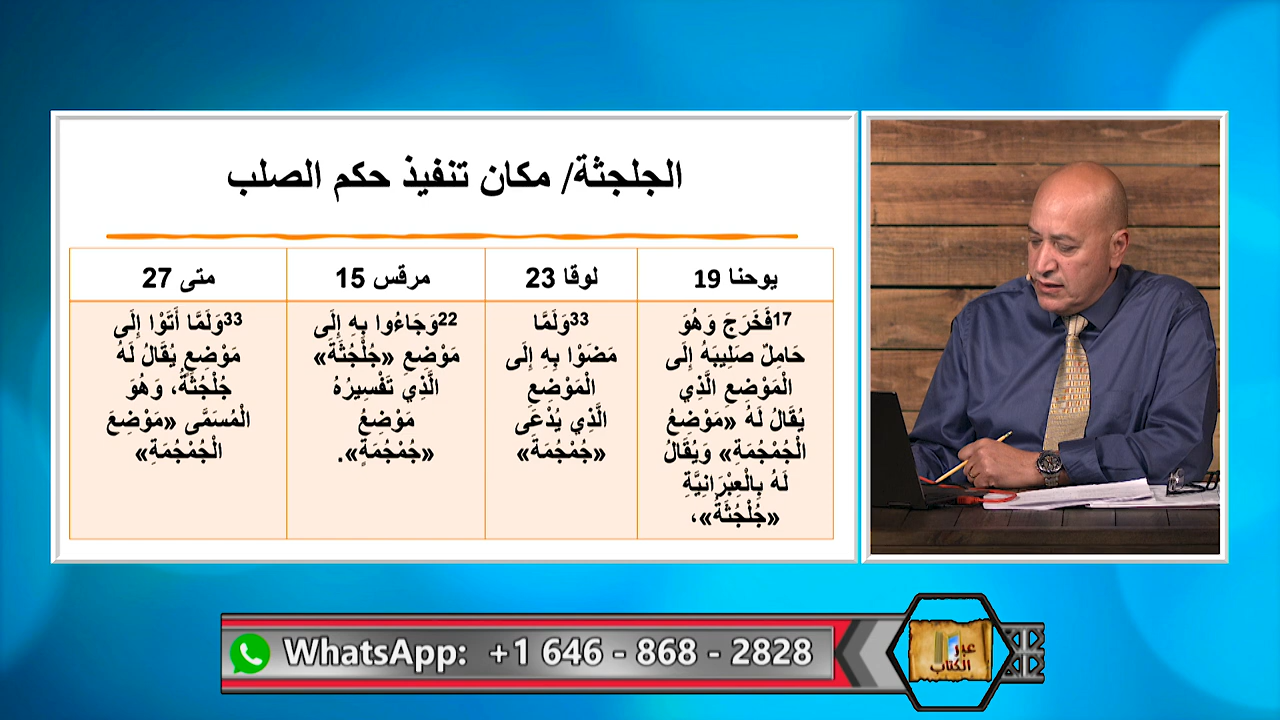 الجلجثة/ مكان تنفيذ حكم الصلب
يوحنا 19
لوقا 23
مرقس 15
متى 27
17فَخَرَجَ وَهُوَ
حَامِلٌ صَلِيبَهُ إِلَى
الْمَوْضِعِ الَّذِي
يُقَالُ لَهُ «مَوْضِعُ
الْجُمْجُمَةِ» وَيُقَالُ
لَهُ بِالْعِبْرَانِيَّةِ
«جُلْجُثَةُ»،
33وَلَمَّا
مَضَوْا بِهِ إِلَى
الْمَوْضِعِ
الَّذِي يُدْعَى
«جُمْجُمَةَ»
22وَجَاءُوا بِهِ إِلَى
مَوْضِعِ «جُلْجُثَةَ»
الَّذِي تَفْسِيرُهُ
مَوْضِعُ
«جُمْجُمَةٍ».
33وَلَمَّا أَتَوْا إِلَى
مَوْضِعٍ يُقَالُ لَهُ
جُلْجُثَةُ، وَهُوَ
الْمُسَمَّى «مَوْضِعَ
الْجُمْجُمَةِ»
WhatsApp: +1 646 - 868 - 2828
عبر
الكتاب